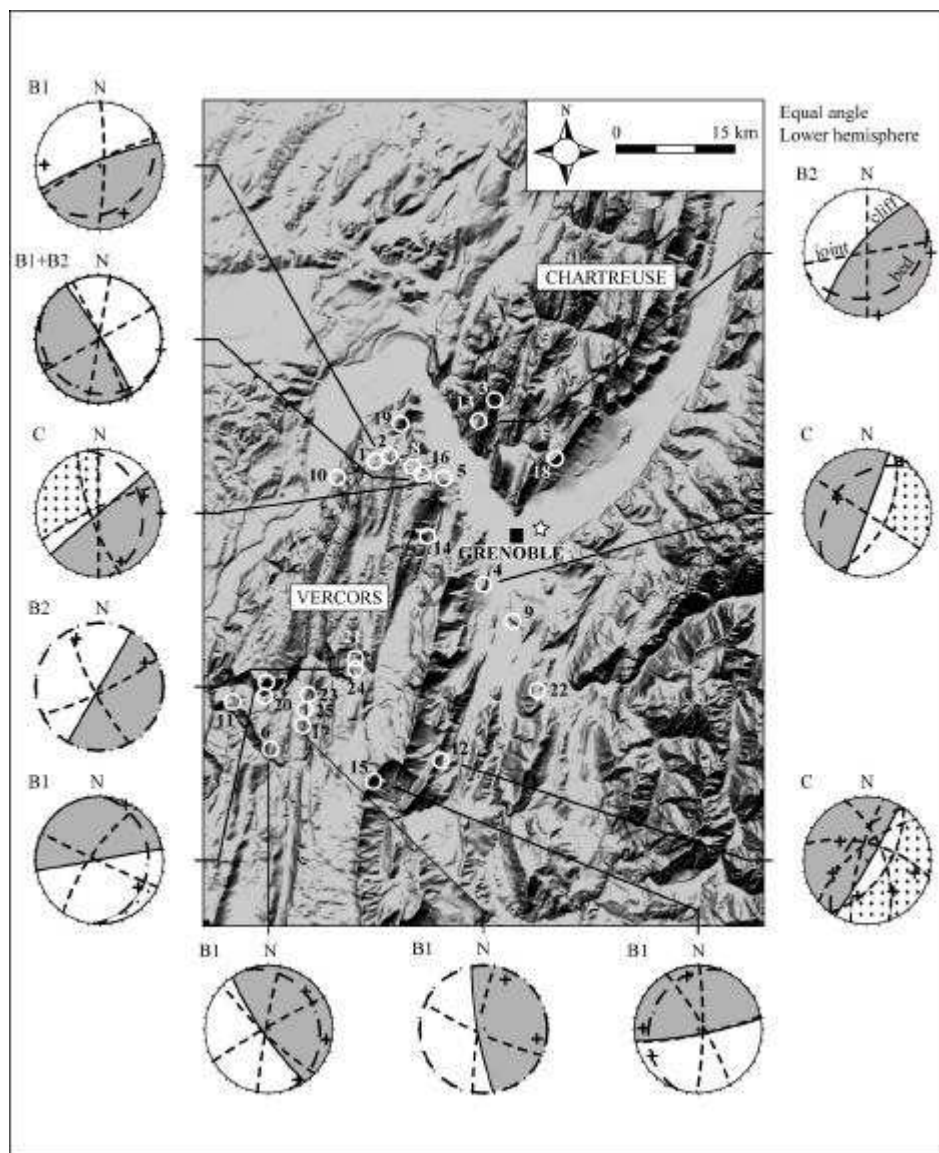 B1 N
N
0 15 km
Equal angle
Lower hemisphere
B2 N
cliff
joint
bed
B1+B2 N
CHARTREUSE
3
13
19
2
1
8
16
5
10
18
C N
C N
14
GRENOBLE
4
VERCORS
9
B2 N
21
24
7
20
23
25
17
11
6
22
12
15
B1 N
C N
B1 N
B1 N
B1 N